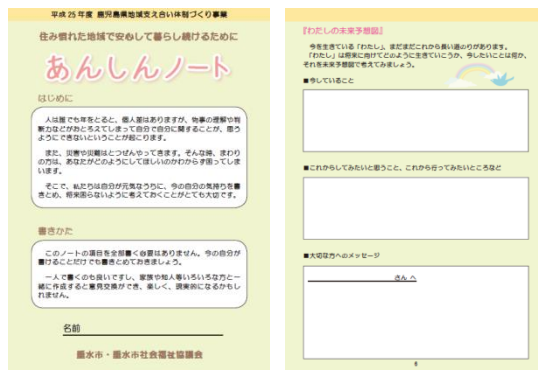 平成25年度 鹿児島県地域支え合い体制づくり事業
住み慣れた地域で安心して暮らし続けるために
あんしんノート
はじめに
人は誰でも年をとると、個人差はありますが、物事の理解や判
断力などがおとろえてしまって自分で自分に関することが、思う
ようにできないということが起こります。
また、災害や災難はとつぜんやってきます。そんな時、まわり
の方は、あなたがどのようにしてほしいのかわからず困ってしま
います。
そこで、私たちは自分が元気なうちに、今の自分の気持ちを書
きとめ、将来困らないように考えておくことがとても大切です。
書きかた
このノートの項目を全部書く必要はありません。今の自分が
書けることだけでも書きとめておきましょう。
一人で書くのも良いですし、家族や知人等いろいろな方と一
緒に作成すると意見交換ができ、楽しく、現実的になるかもし
れません。
名前
垂水市・垂水市社会福祉協議会
『わたしの未来予想図』
今を生きている「わたし」、まだまだこれから長い道のりがあります。
「わたし」は将来に向けてどのように生きていこうか、今したいことは何か、
それを未来予想図で考えてみましょう。
■今していること
■これからしてみたいと思うこと、これから行ってみたいところなど
■大切な方へのメッセージ
さん へ